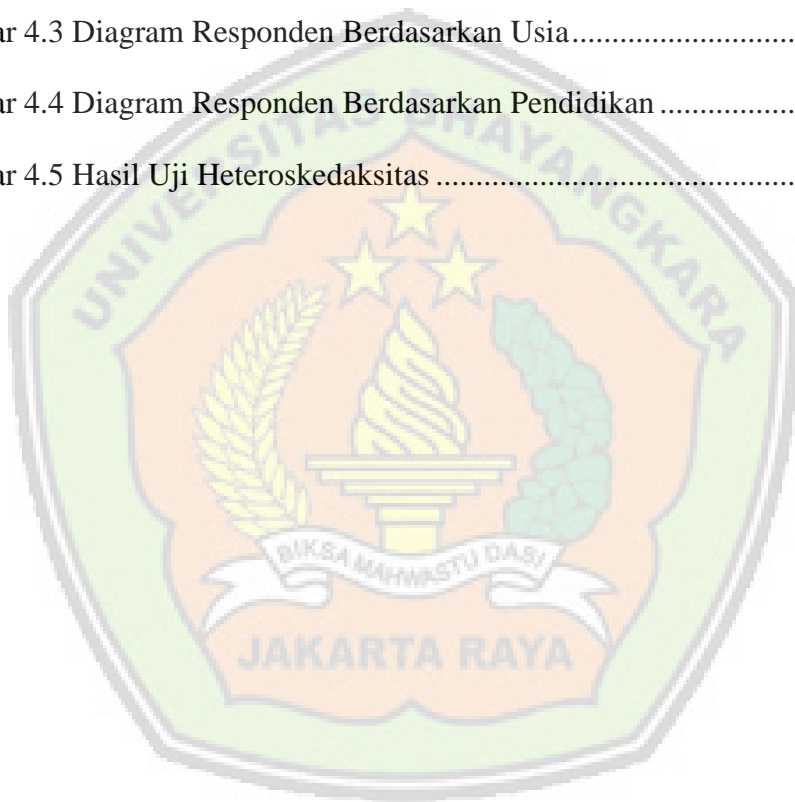 ar 4.3 Diagram Responden Berdasarkan Usia............................
ar 4.4 Diagram Responden Berdasarkan Pendidikan.................
ar 4.5 Hasil Uji Heteroskedaksitas............................................
UNIVERSITAS BHAYANGKARA
BIKSA MAHWASTU DASI
JAKARTA RAYA